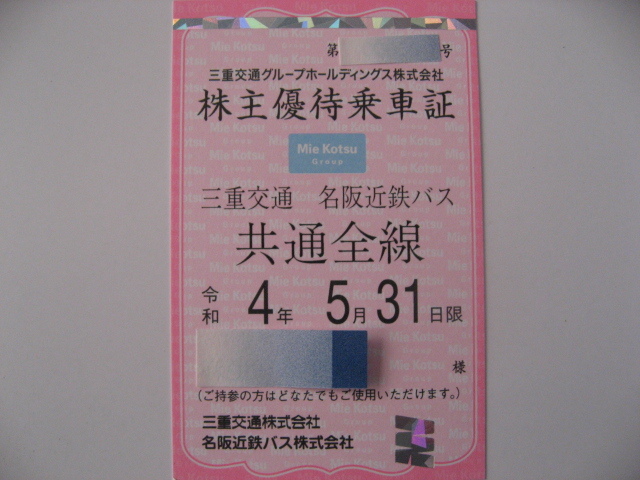 第 号
三重交通グループホールディングス株式会社
株主優待乗車証
Mie Kotsu
Group
三重交通 名阪近鉄バス
共通全線
令和 4年 5月 31日限
様
(ご持参の方はどなたでもご使用いただけます。)
三重交通株式会社
名阪近鉄バス株式会社